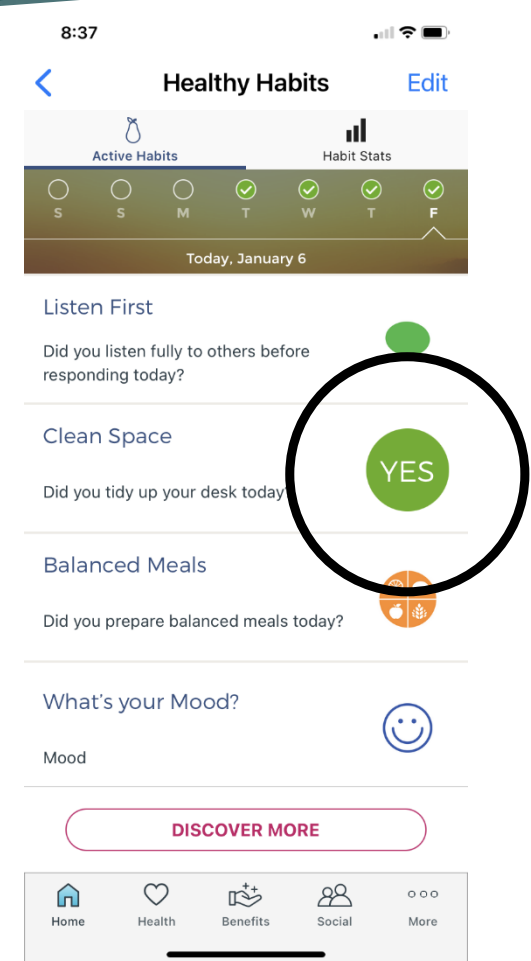 8:37
Healthy Habits
Edit
Active Habits
Habit Stats
S S M T W T F
Today, January 6
Listen First
Did you listen fully to others before
responding today?
Clean Space
YES
Did you tidy up your desk today
Balanced Meals
Did you prepare balanced meals today?
What's your Mood?
Mood
DISCOVER MORE
Home Health Benefits Social More